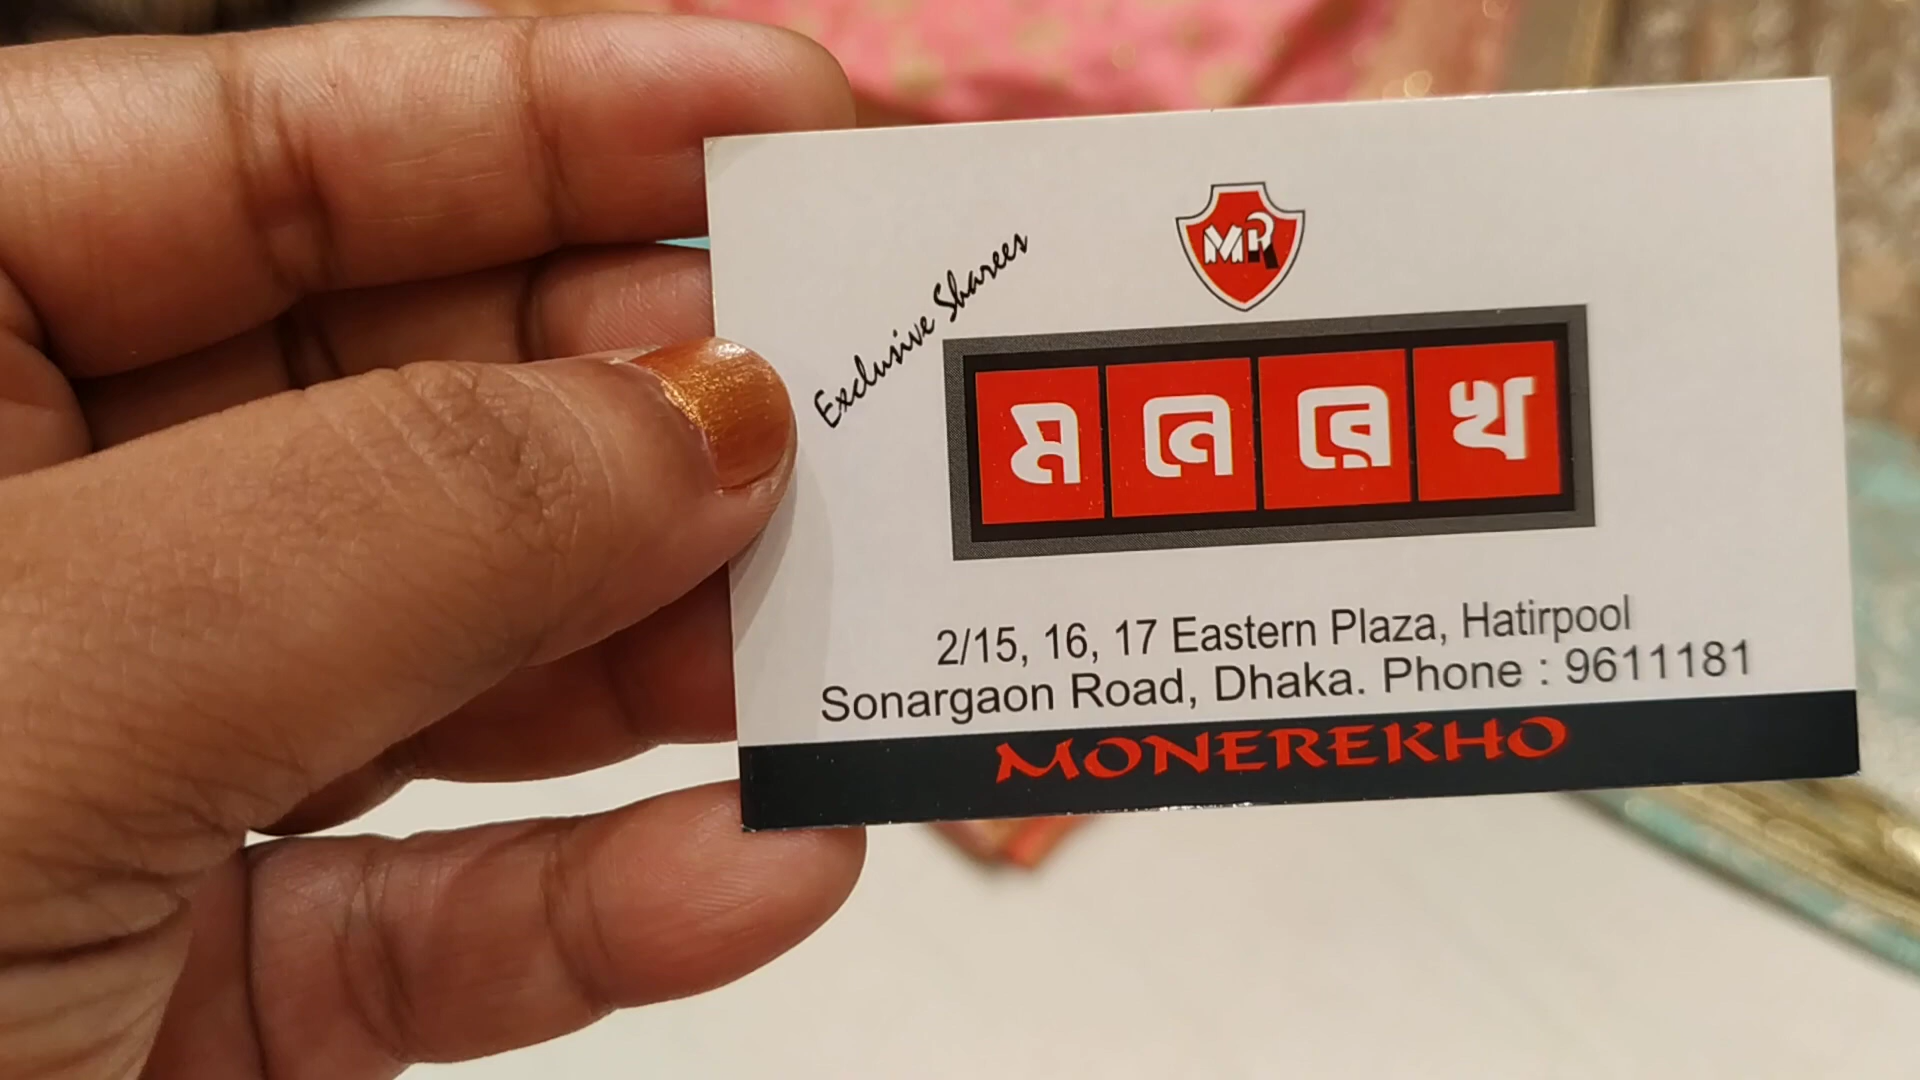 MR
Exclusive Sharees
মনেরেখ
2/15, 16, 17 Eastern Plaza, Hatirpool
Sonargaon Road, Dhaka. Phone : 9611181
MONEREKHO